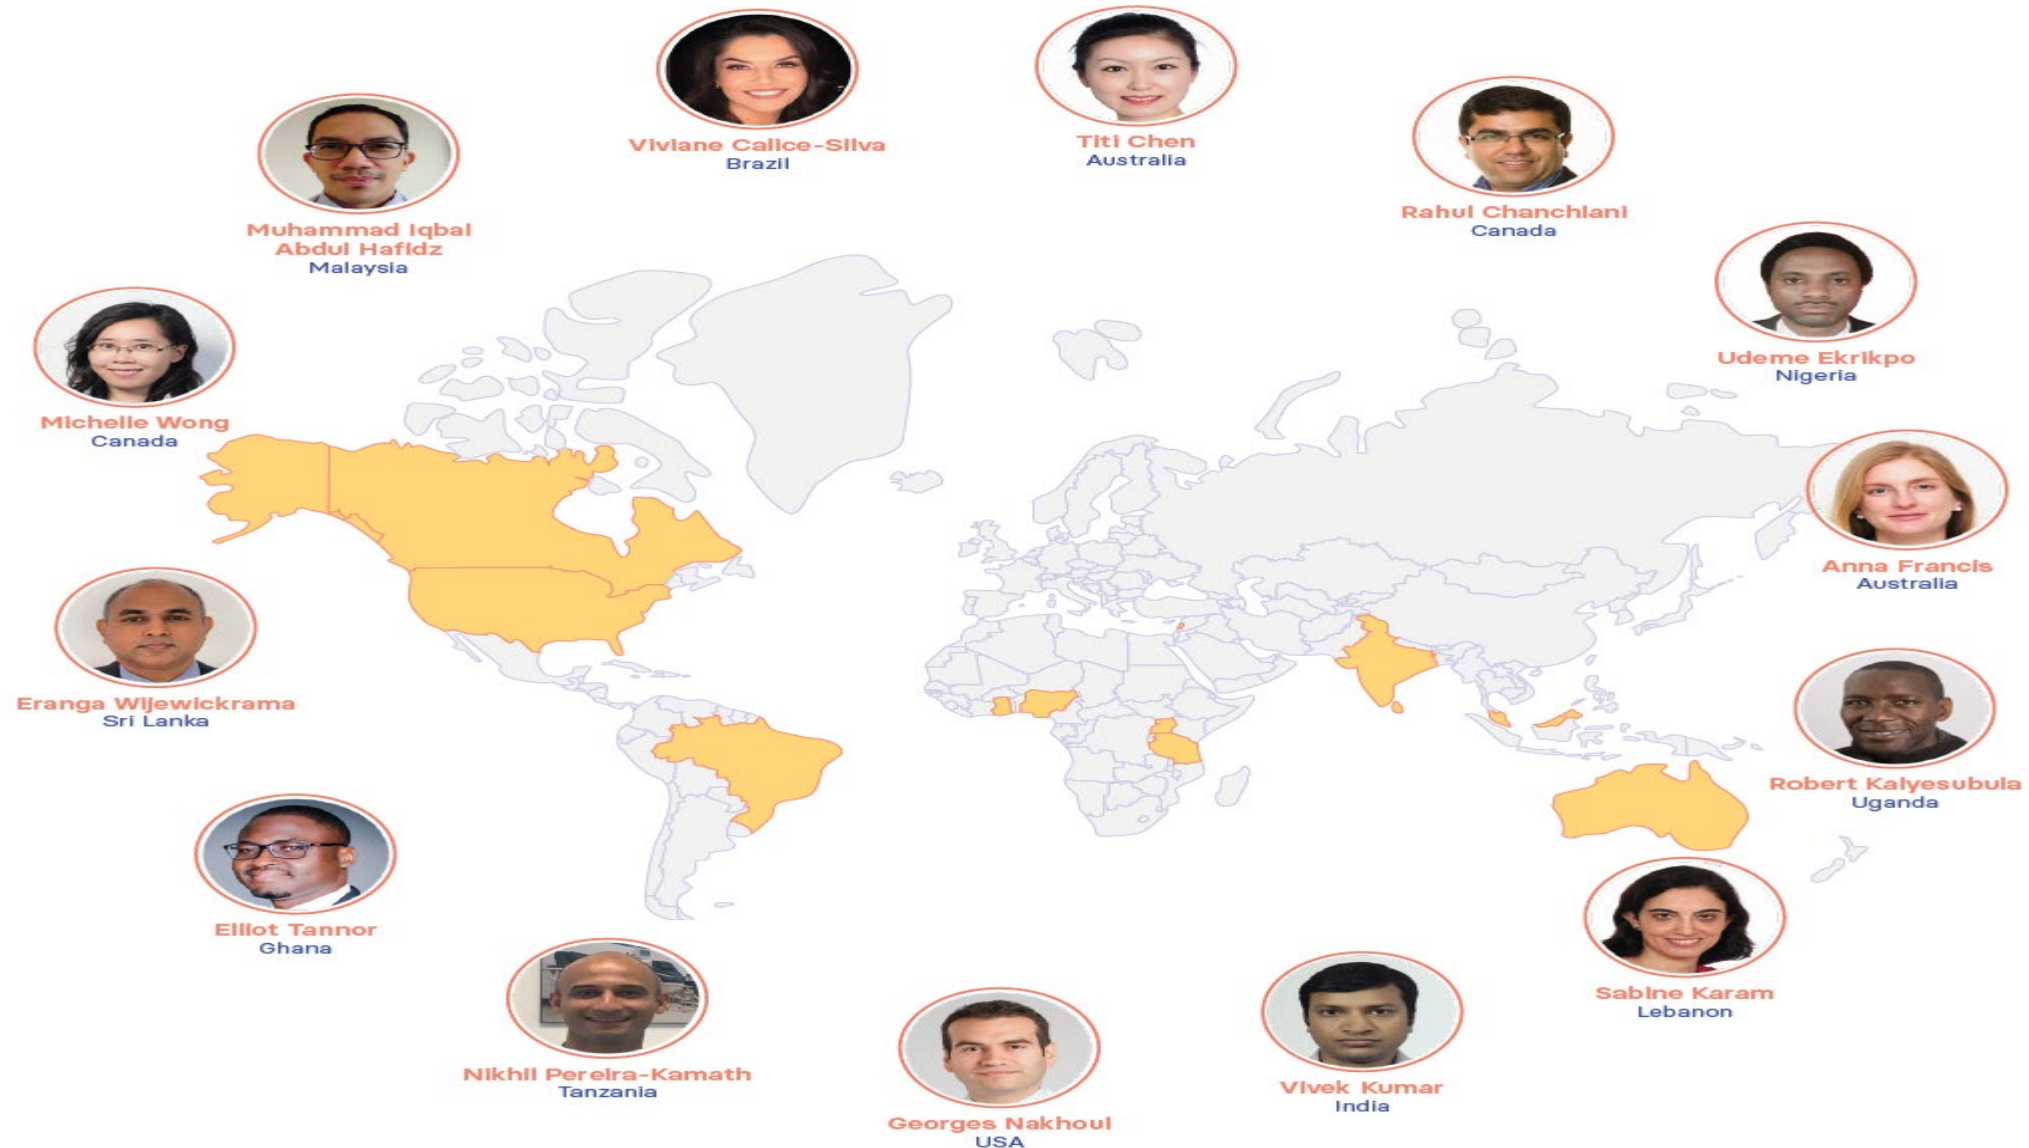 Viviane Calice-Silva
Brazil
Titi Chen
Australia
Muhammad Iqbal
Abdul Hafidz
Malaysia
Rahul Chanchlani
Canada
Udeme Ekrikpo
Nigeria
Michelle Wong
Canada
Anna Francis
Australia
Eranga Wijewickrama
Sri Lanka
Robert Kalyesubula
Uganda
Elliot Tannor
Ghana
Sabine Karam
Lebanon
Nikhil Pereira-Kamath
Tanzania
Vivek Kumar
India
Georges Nakhoul
USA